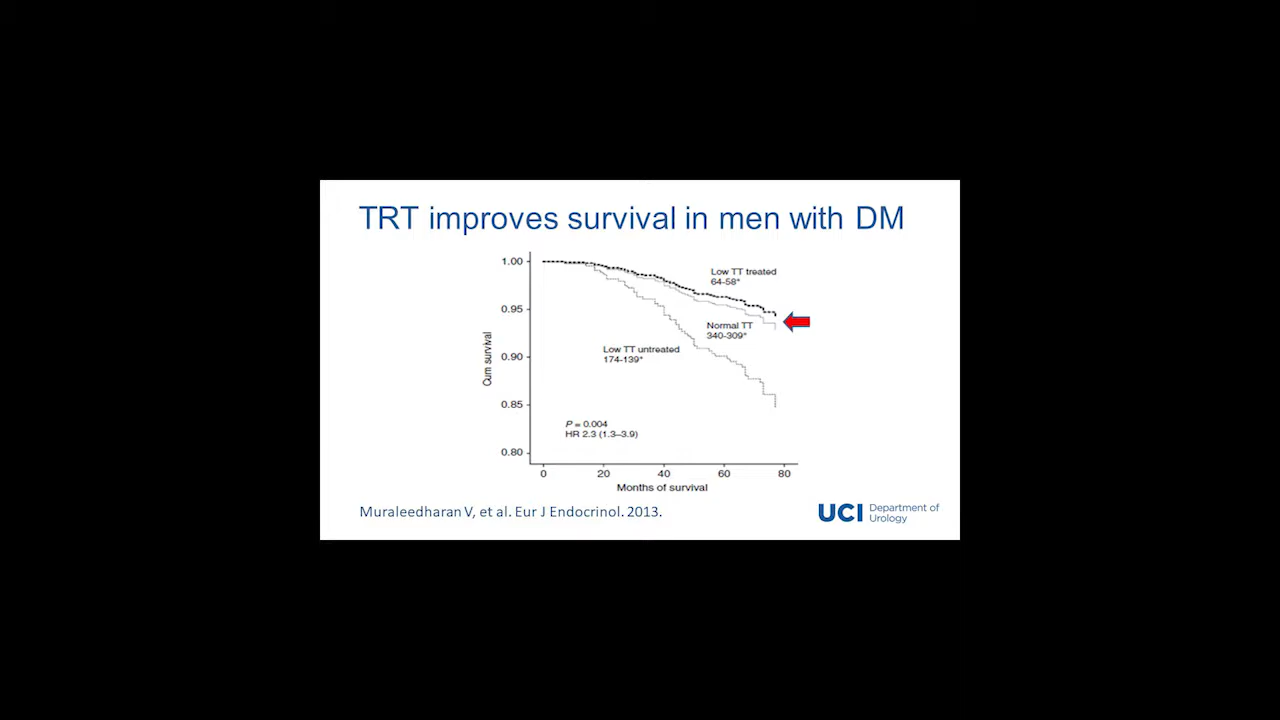 TRT improves survival in men with DM
1.00
0.95
0.90
0.85
0.80
Cum survival
Low TT treated
64-58*
Normal TT
340-309*
Low TT untreated
174-139*
P = 0.004
HR 2.3 (1.3–3.9)
0 20 40 60 80
Months of survival
Muraleedharan V, et al. Eur J Endocrinol. 2013.
UCI Department of
Urology